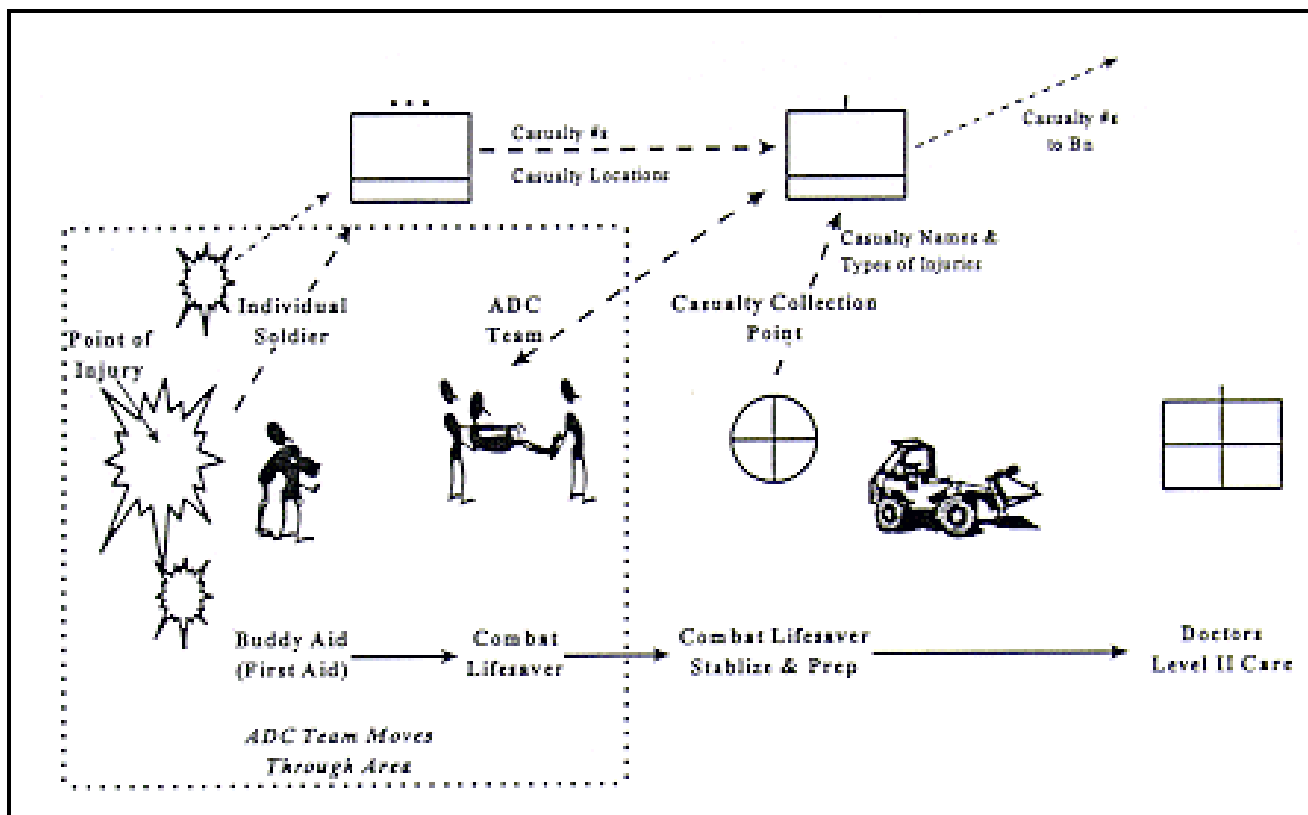 Casualty #s
Casualty Locations
Casualty #s
to Bn
Casualty Names &
Types of Injuries
Individual
Soldier
ADC
Team
Casualty Collection
Point
Point of
Injury
Buddy Aid
(First Aid)
Combat
Lifesaver
Combat Lifesaver
Stablize & Prep
Doctors
Level II Care
ADC Team Moves
Through Area